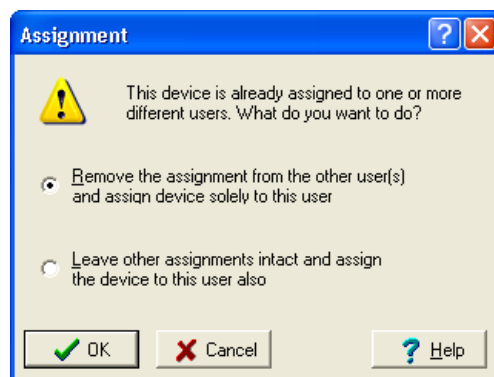 Assignment
This device is already assigned to one or more
different users. What do you want to do?
Remove the assignment from the other user(s)
and assign device solely to this user
Leave other assignments intact and assign
the device to this user also
OK Cancel Help